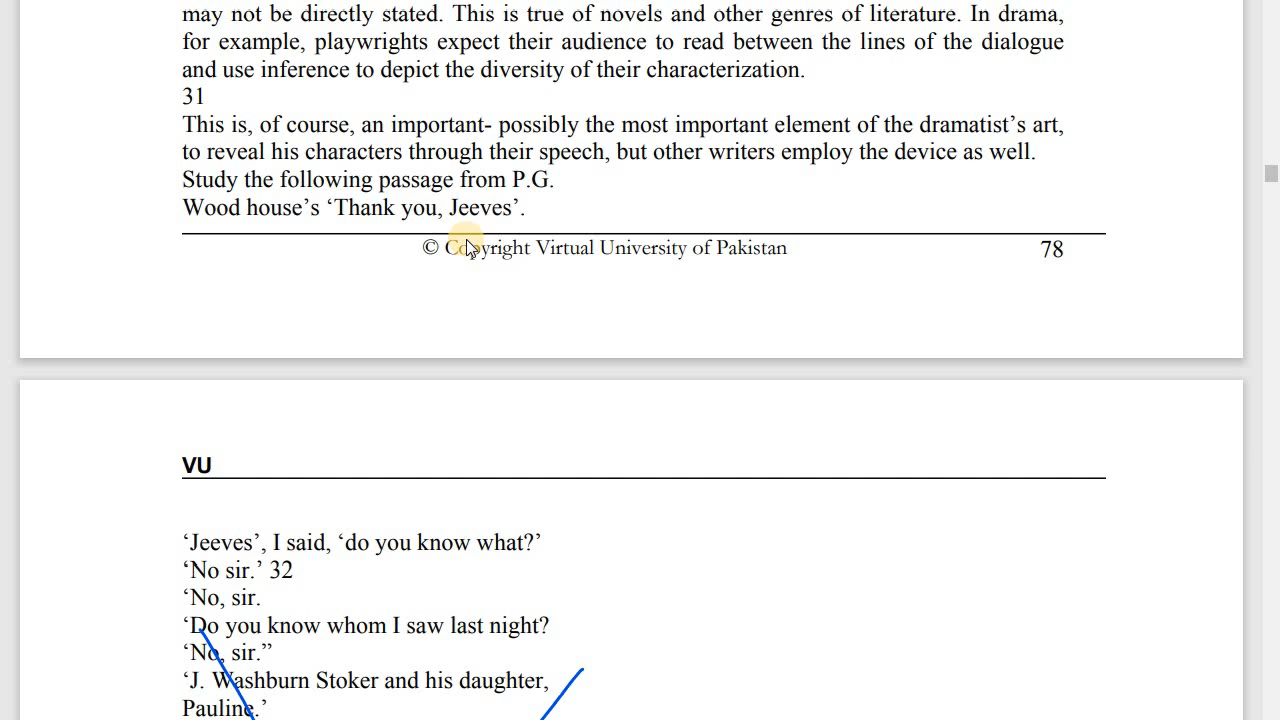 may not be directly stated. This is true of novels and other genres of literature. In drama,
for example, playwrights expect their audience to read between the lines of the dialogue
and use inference to depict the diversity of their characterization.
31
This is, of course, an important- possibly the most important element of the dramatist’s art,
to reveal his characters through their speech, but other writers employ the device as well.
Study the following passage from P.G.
Wood house’s ‘Thank you, Jeeves’.
© Copyright Virtual University of Pakistan 78
VU
‘Jeeves’, I said, ‘do you know what?’
‘No sir.’ 32
‘No, sir.
‘Do you know whom I saw last night?
‘No, sir.”
‘J. Washburn Stoker and his daughter,
Pauline.’